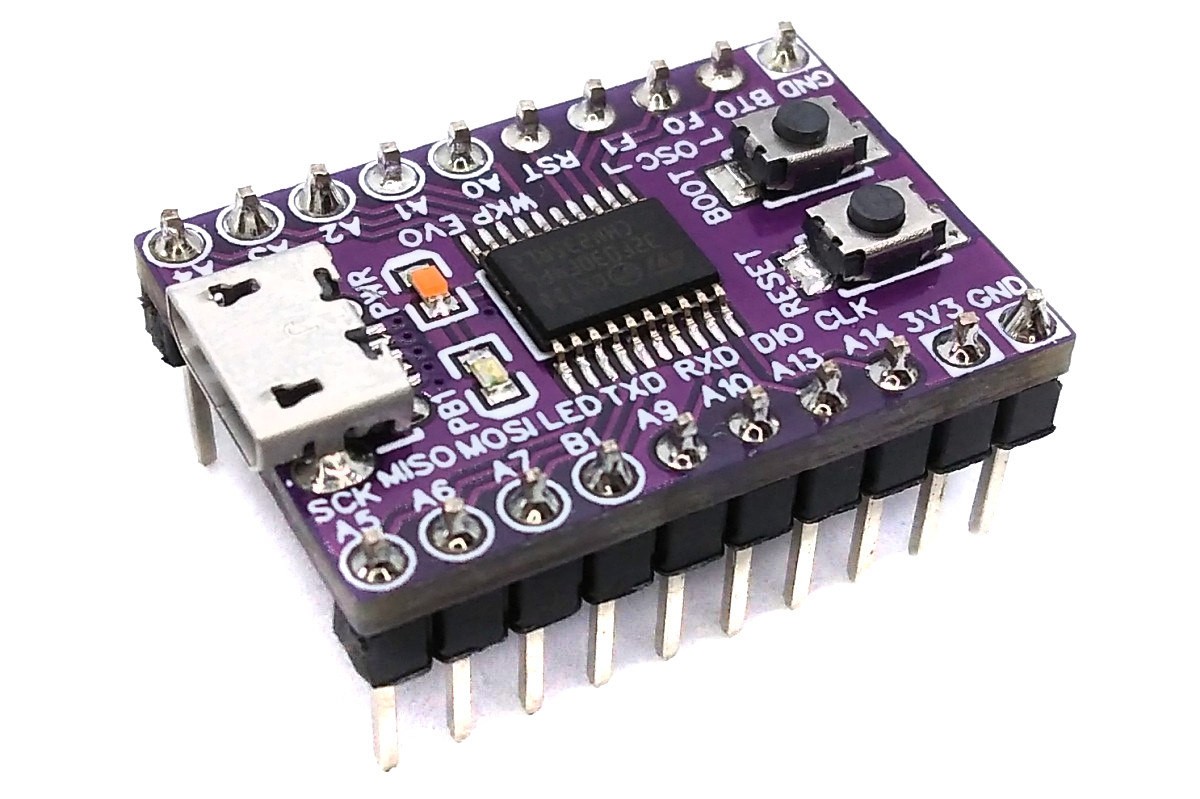 GND
BT0
F0
F1
OSC
RST
A0
A1
A2
A3
A4
WKP
EVO
BOOT
RESET
PWR
PB1
SCK MISO MOSI LED TXD RXD DIO CLK 3V3 GND
A5 A6 A7 B1 A9 A10 A13 A14